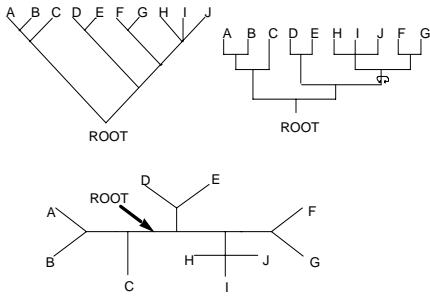 A B C D E F G H I J
ROOT
A B C D E H I J F G
ROOT
D E
ROOT
A F
B H J G
C I